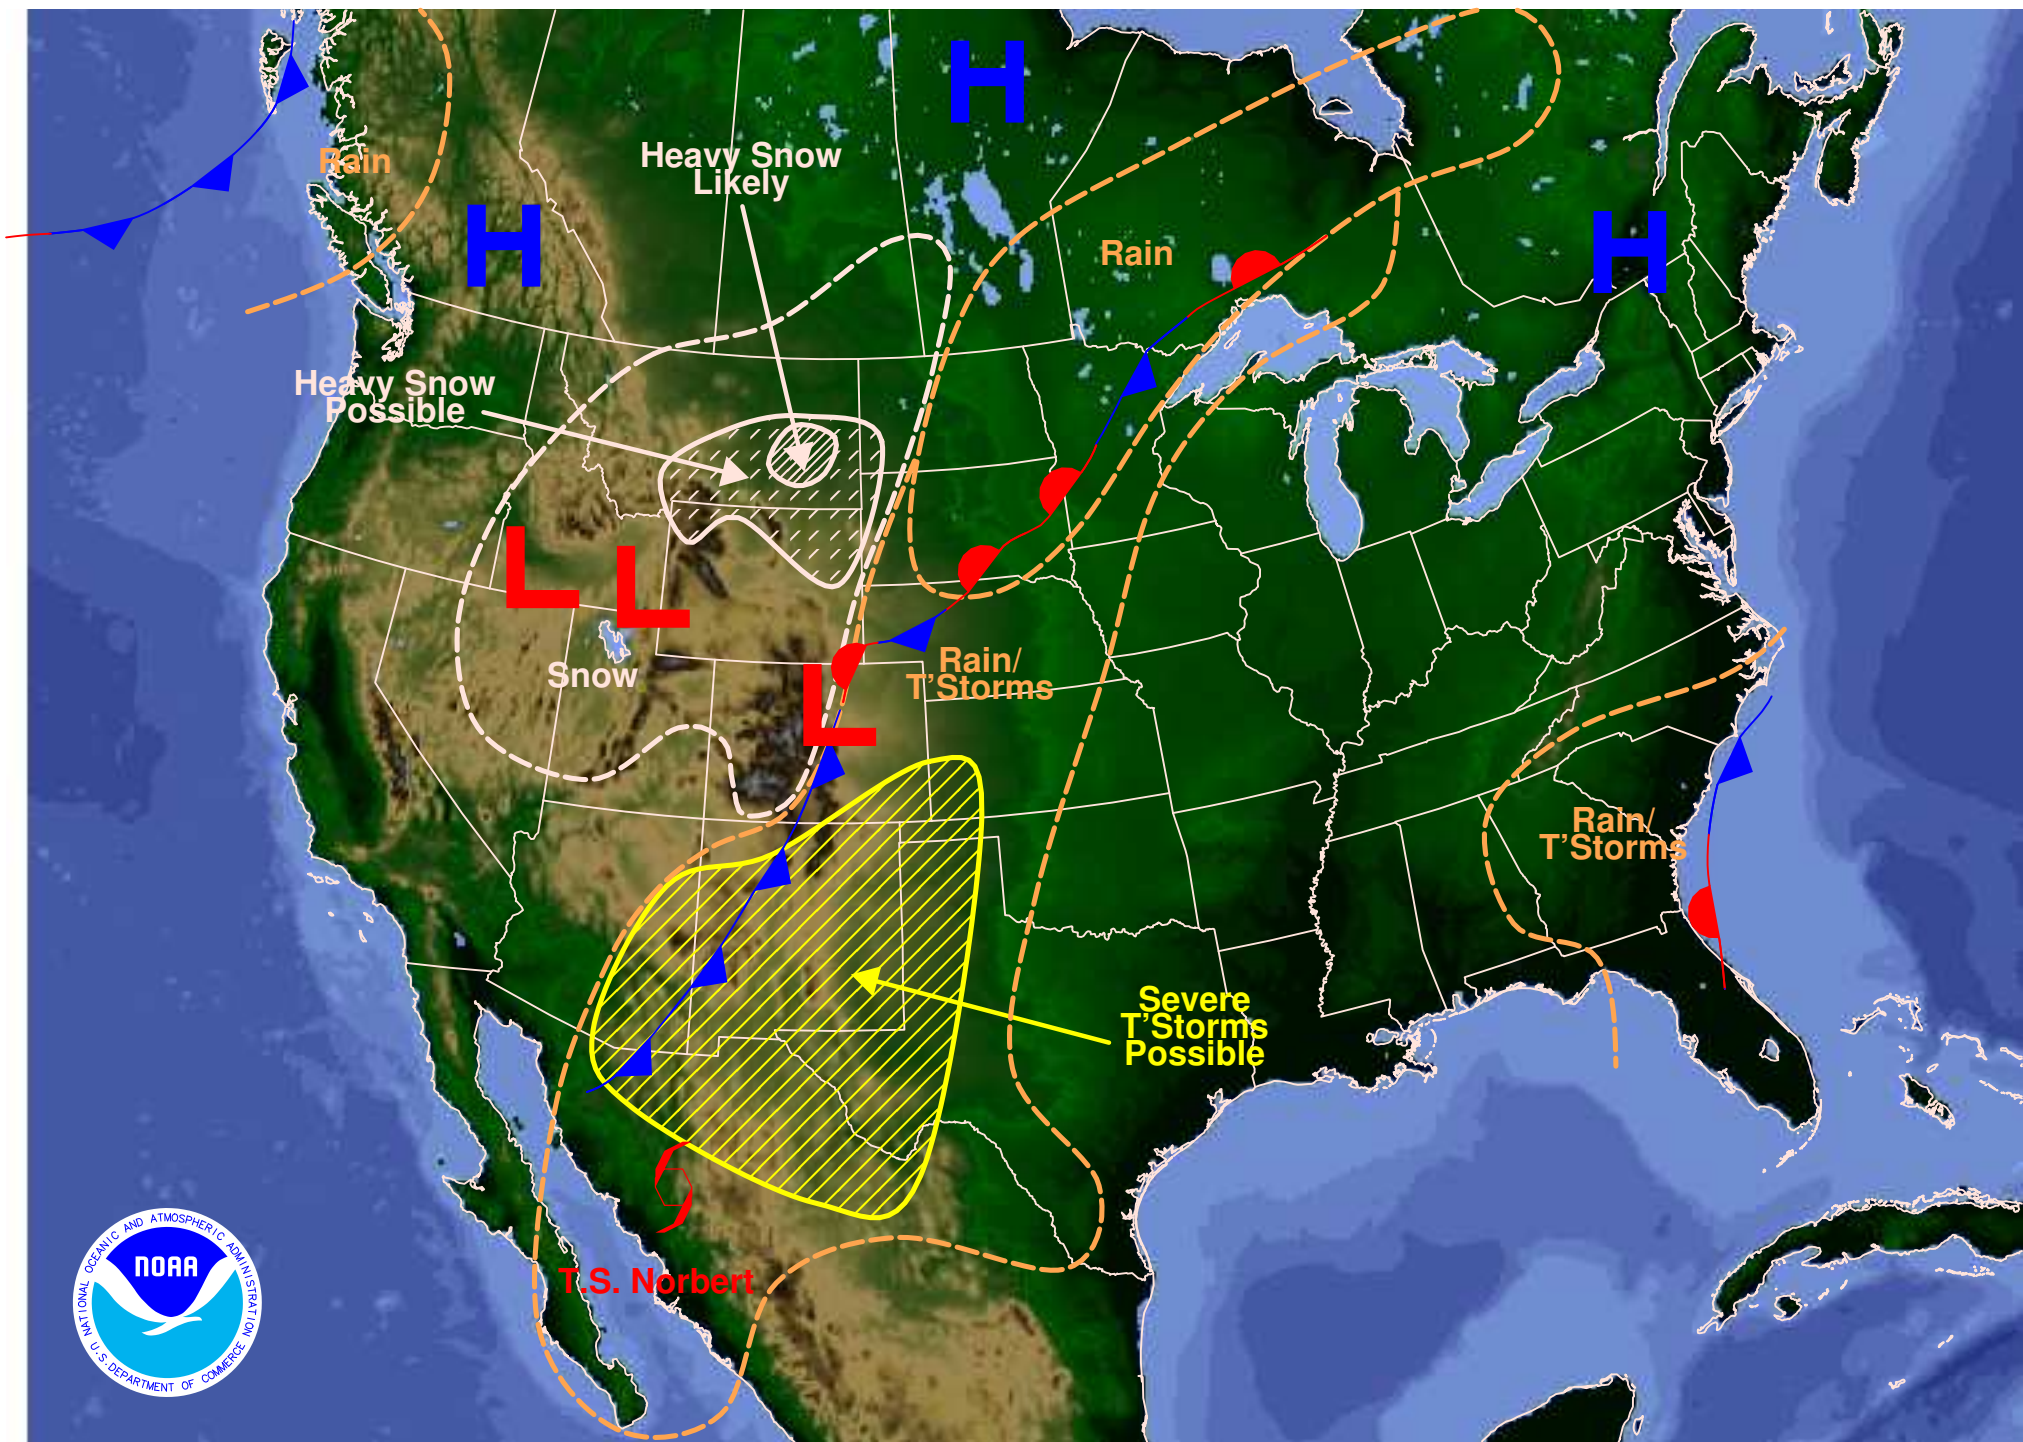 Rain
Heavy Snow
Likely
H
H
H
Rain
Heavy Snow
Possible
L
L
L
Snow
Rain/
T'Storms
Rain/
T'Storms
Severe
T'Storms
Possible
T.S. Norbert
NATIONAL OCEANIC AND ATMOSPHERIC ADMINISTRATION
NOAA
U.S. DEPARTMENT OF COMMERCE